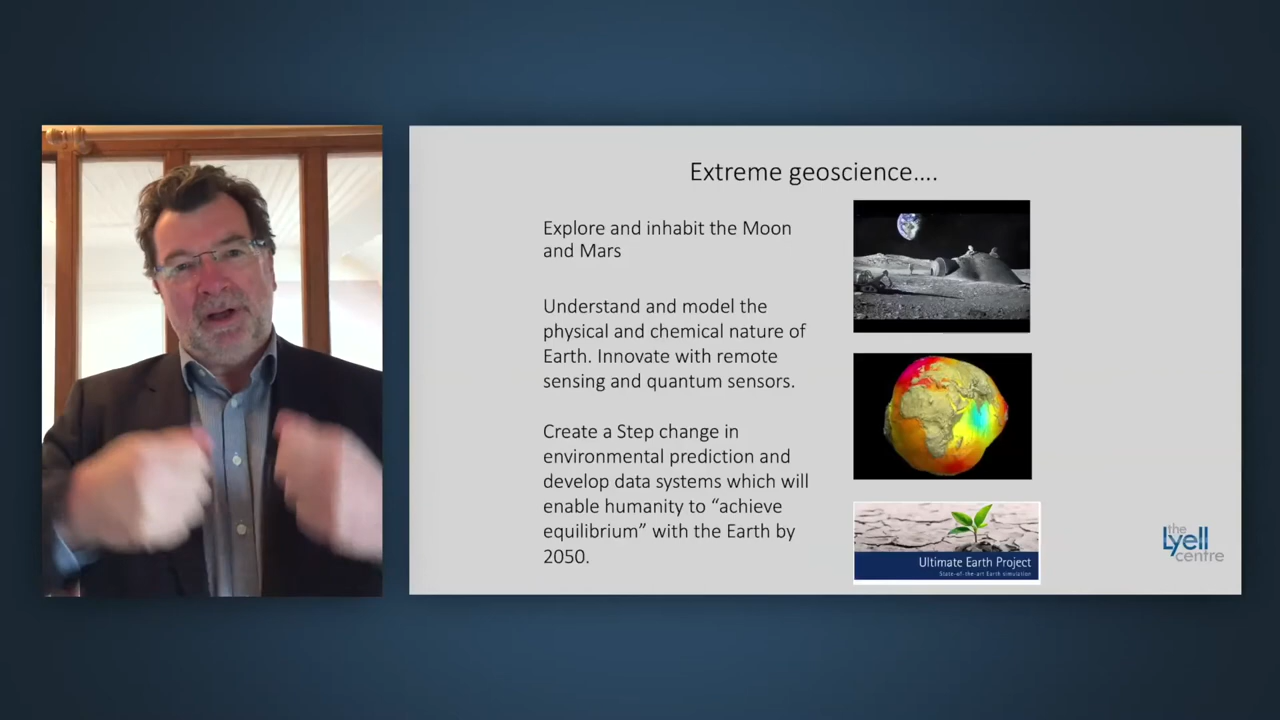 Extreme geoscience....
Explore and inhabit the Moon
and Mars
Understand and model the
physical and chemical nature of
Earth. Innovate with remote
sensing and quantum sensors.
Create a Step change in
environmental prediction and
develop data systems which will
enable humanity to “achieve
equilibrium” with the Earth by
2050.
Ultimate Earth Project
State-of-the-art Earth simulation
the
Lyell
centre